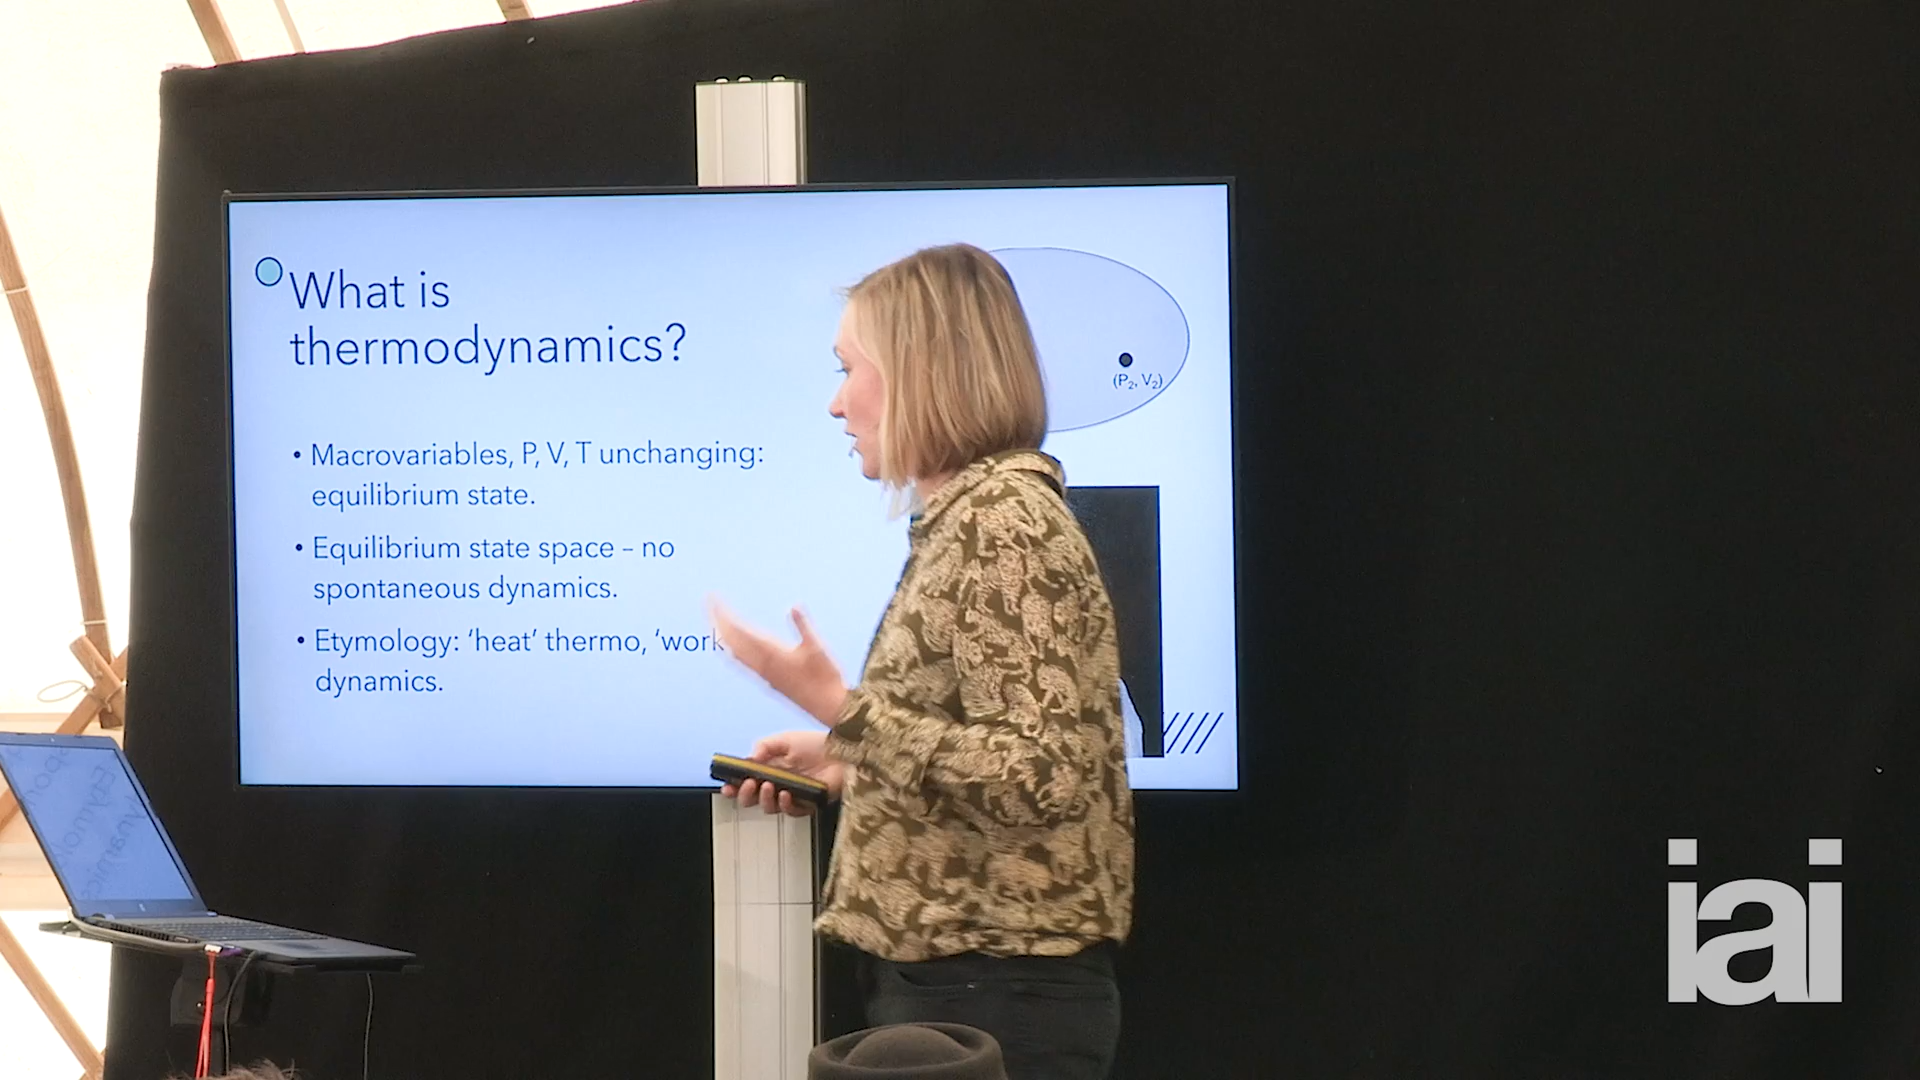 What is
thermodynamics?
• Macrovariables, P, V, T unchanging:
equilibrium state.
• Equilibrium state space – no
spontaneous dynamics.
• Etymology: ‘heat’ thermo, ‘work
dynamics.
(P₂, V₂)
iai